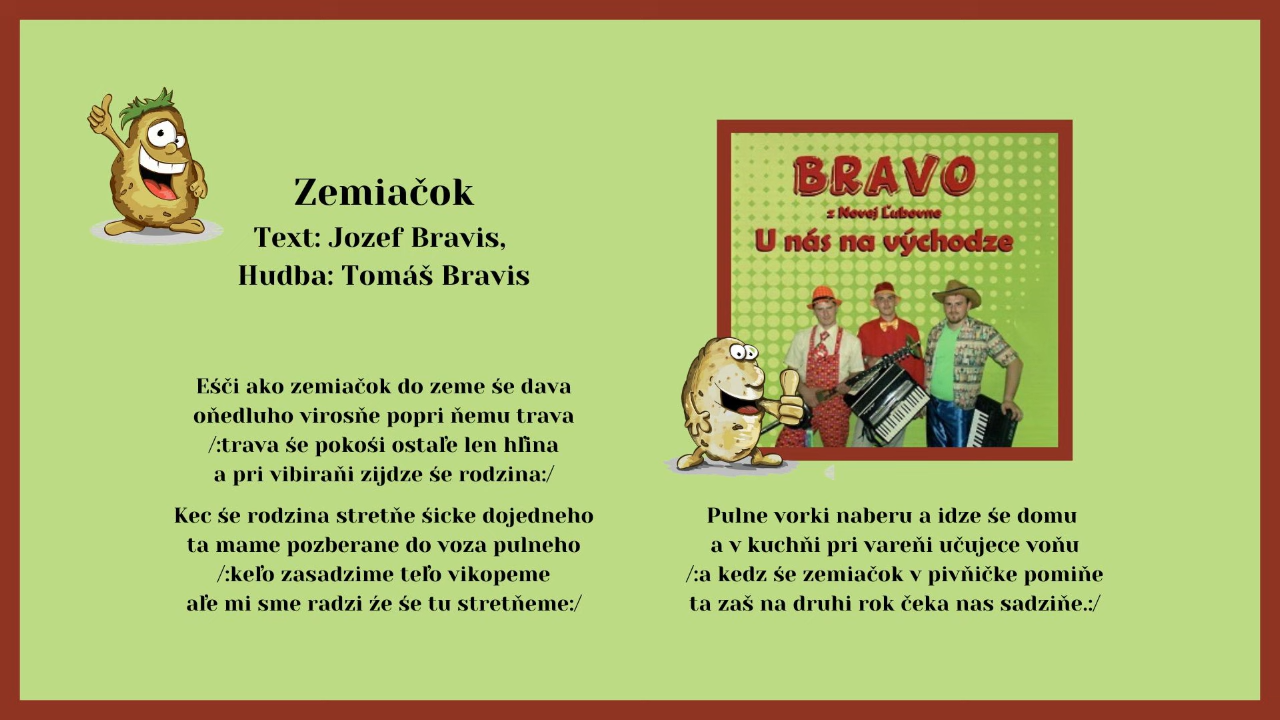 Zemiačok
Text: Jozef Bravis,
Hudba: Tomáš Bravis
Eśči ako zemiačok do zeme śe dava
oňedluho virosňe popri ňemu trava
/:trava śe pokośi ostaľe len hľina
a pri vibiraňi zijdze śe rodzina:/
Kec śe rodzina stretňe śicke dojedneho
ta mame pozberane do voza pulneho
/:keľo zasadzime teľo vikopeme
aľe mi sme radzi źe śe tu stretňeme:/
BRAVO
z Novej Ľubovne
U nás na východze
Pulne vorki naberu a idze śe domu
a v kuchňi pri vareňi učujece voňu
/:a kedz śe zemiačok v pivňičke pomiňe
ta zaš na druhi rok čeka nas sadziňe.:/